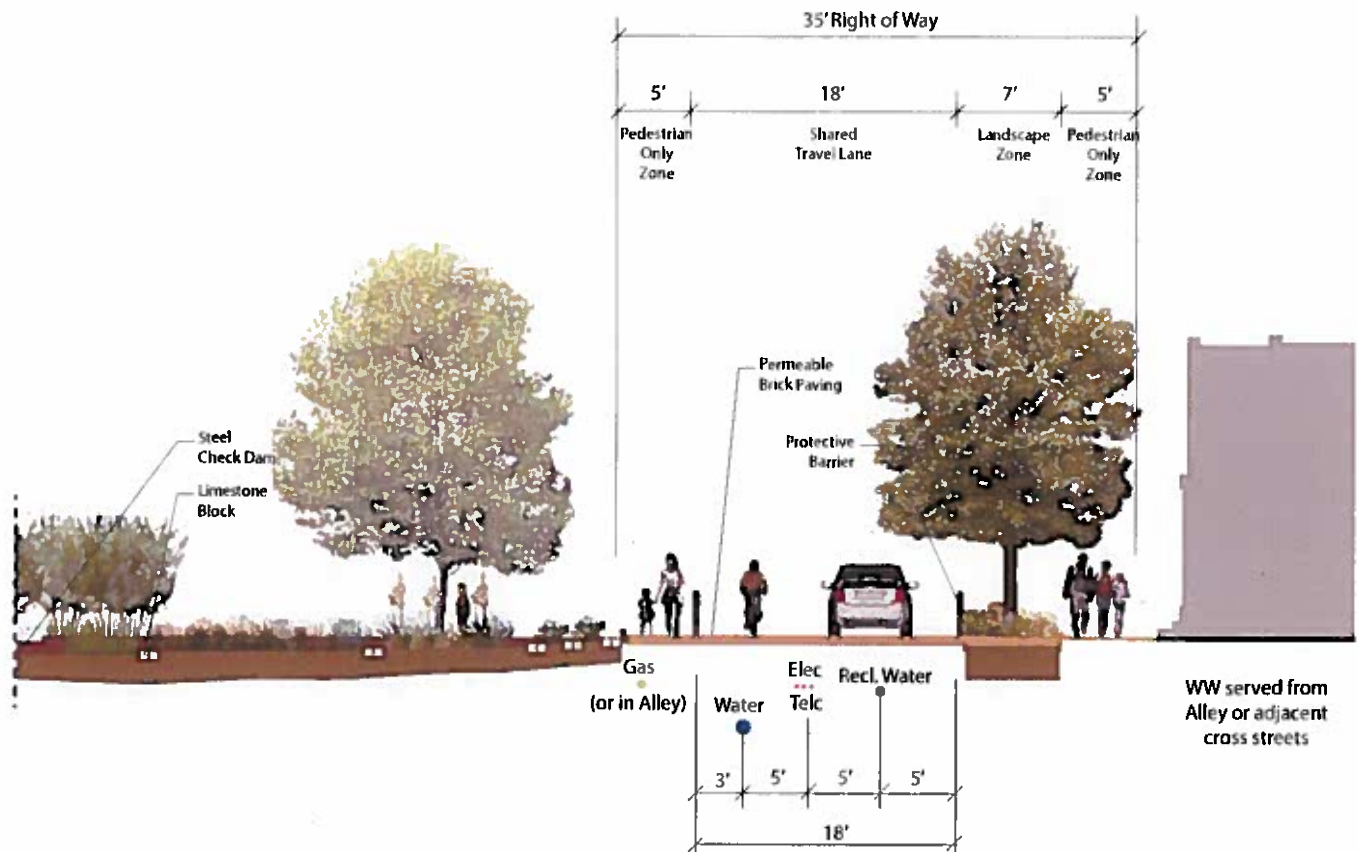 35' Right of Way
5'
18'
7'
5'
Pedestrian
Only
Zone
Shared
Travel Lane
Landscape
Zone
Pedestrian
Only
Zone
Permeable
Brick Paving
Steel
Check Dam
Protective
Barrier
Limestone
Block
Gas
(or in Alley)
Water
Elec
Telc
Recl. Water
WW served from
Alley or adjacent
cross streets
3'
5'
5'
5'
18'